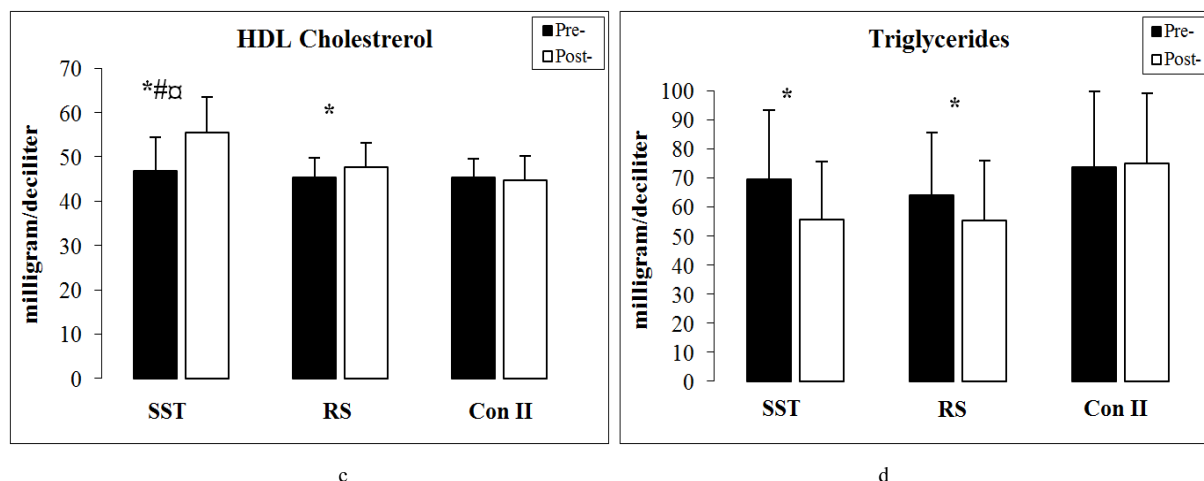 HDL Cholestrerol
Pre-
Post-
milligram/deciliter
70
60
50
40
30
20
10
0
*#¤
*
SST
RS
Con II
c
Triglycerides
Pre-
Post-
milligram/deciliter
100
90
80
70
60
50
40
30
20
10
0
*
*
SST
RS
Con II
d